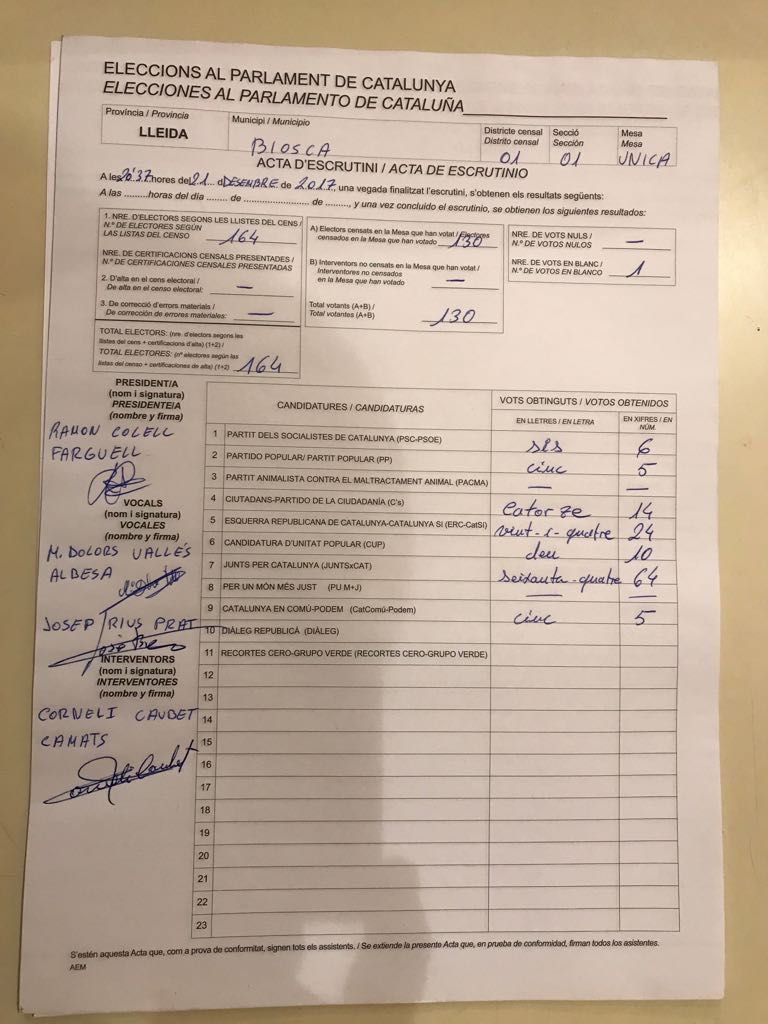 ELECCIONS AL PARLAMENT DE CATALUNYA
ELECCIONES AL PARLAMENTO DE CATALUÑA
Província / Provincia
LLEIDA
Municipi / Municipio
BIOSCA
Districte censal
Distrito censal
01
Secció
Sección
01
Mesa
Mesa
UNICA
ACTA D'ESCRUTINI / ACTA DE ESCRUTINIO
A les 20'37 hores del 21 d DESEMBRE de 2017, una vegada finalitzat l'escrutini, s'obtenen els resultats següents:
A las .........horas del día ....... de ........................... de ........, y una vez concluido el escrutinio, se obtienen los siguientes resultados:
1. NRE. D'ELECTORS SEGONS LES LLISTES DEL CENS /
N.º DE ELECTORES SEGÚN
LAS LISTAS DEL CENSO 164
NRE. DE CERTIFICACIONS CENSALS PRESENTADES /
N.º DE CERTIFICACIONES CENSALES PRESENTADAS
2. D'alta en el cens electoral /
De alta en el censo electoral: —
3. De correcció d'errors materials /
De corrección de errores materiales: —
TOTAL ELECTORS: (nre. d'electors segons les
llistes del cens + certificacions d'alta) (1+2) /
TOTAL ELECTORES: (nº electores según las
listas del censo + certificaciones de alta) (1+2) 164
A) Electors censats en la Mesa que han votat / Electores
censados en la Mesa que han votado 130
B) Interventors no censats en la Mesa que han votat /
Interventores no censados
en la Mesa que han votado —
Total votants (A+B) /
Total votantes (A+B) 130
NRE. DE VOTS NULS /
N.º DE VOTOS NULOS —
NRE. DE VOTS EN BLANC /
N.º DE VOTOS EN BLANCO 1
PRESIDENT/A
(nom i signatura)
PRESIDENTE/A
(nombre y firma)
RAMON COLELL
FARGUELL
VOCALS
(nom i signatura)
VOCALES
(nombre y firma)
M. DOLORS VALLÉS
ALBESA
JOSEP TRIUS PRAT
INTERVENTORS
(nom i signatura)
INTERVENTORES
(nombre y firma)
CORNELI CAUDET
CAMATS
CANDIDATURES / CANDIDATURAS
VOTS OBTINGUTS / VOTOS OBTENIDOS
EN LLETRES / EN LETRA
EN XIFRES / EN
NÚM.
1 PARTIT DELS SOCIALISTES DE CATALUNYA (PSC-PSOE) sis 6
2 PARTIDO POPULAR/ PARTIT POPULAR (PP) cinc 5
3 PARTIT ANIMALISTA CONTRA EL MALTRACTAMENT ANIMAL (PACMA) — —
4 CIUTADANS-PARTIDO DE LA CIUDADANÍA (C's) Catorze 14
5 ESQUERRA REPUBLICANA DE CATALUNYA-CATALUNYA SÍ (ERC-CatSí) vint-i-quatre 24
6 CANDIDATURA D'UNITAT POPULAR (CUP) deu 10
7 JUNTS PER CATALUNYA (JUNTSxCAT) seixanta-quatre 64
8 PER UN MÓN MÉS JUST (PU M+J) — —
9 CATALUNYA EN COMÚ-PODEM (CatComú-Podem) cinc 5
10 DIÀLEG REPUBLICÀ (DIÀLEG)
11 RECORTES CERO-GRUPO VERDE (RECORTES CERO-GRUPO VERDE)
12
13
14
15
16
17
18
19
20
21
22
23
S'estén aquesta Acta que, com a prova de conformitat, signen tots els assistents. / Se extiende la presente Acta que, en prueba de conformidad, firman todos los asistentes.
AEM